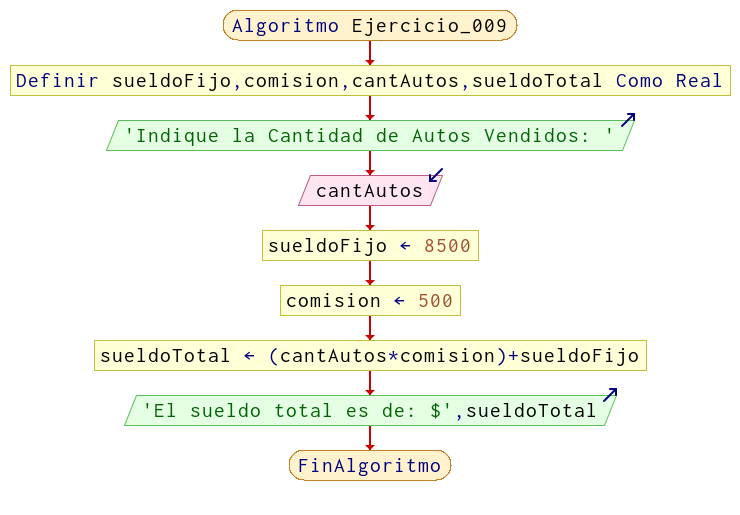 Algoritmo Ejercicio_009
Definir sueldoFijo,comision,cantAutos,sueldoTotal Como Real
'Indique la Cantidad de Autos Vendidos: '
cantAutos
sueldoFijo ← 8500
comision ← 500
sueldoTotal ← (cantAutos*comision)+sueldoFijo
'El sueldo total es de: $',sueldoTotal
FinAlgoritmo